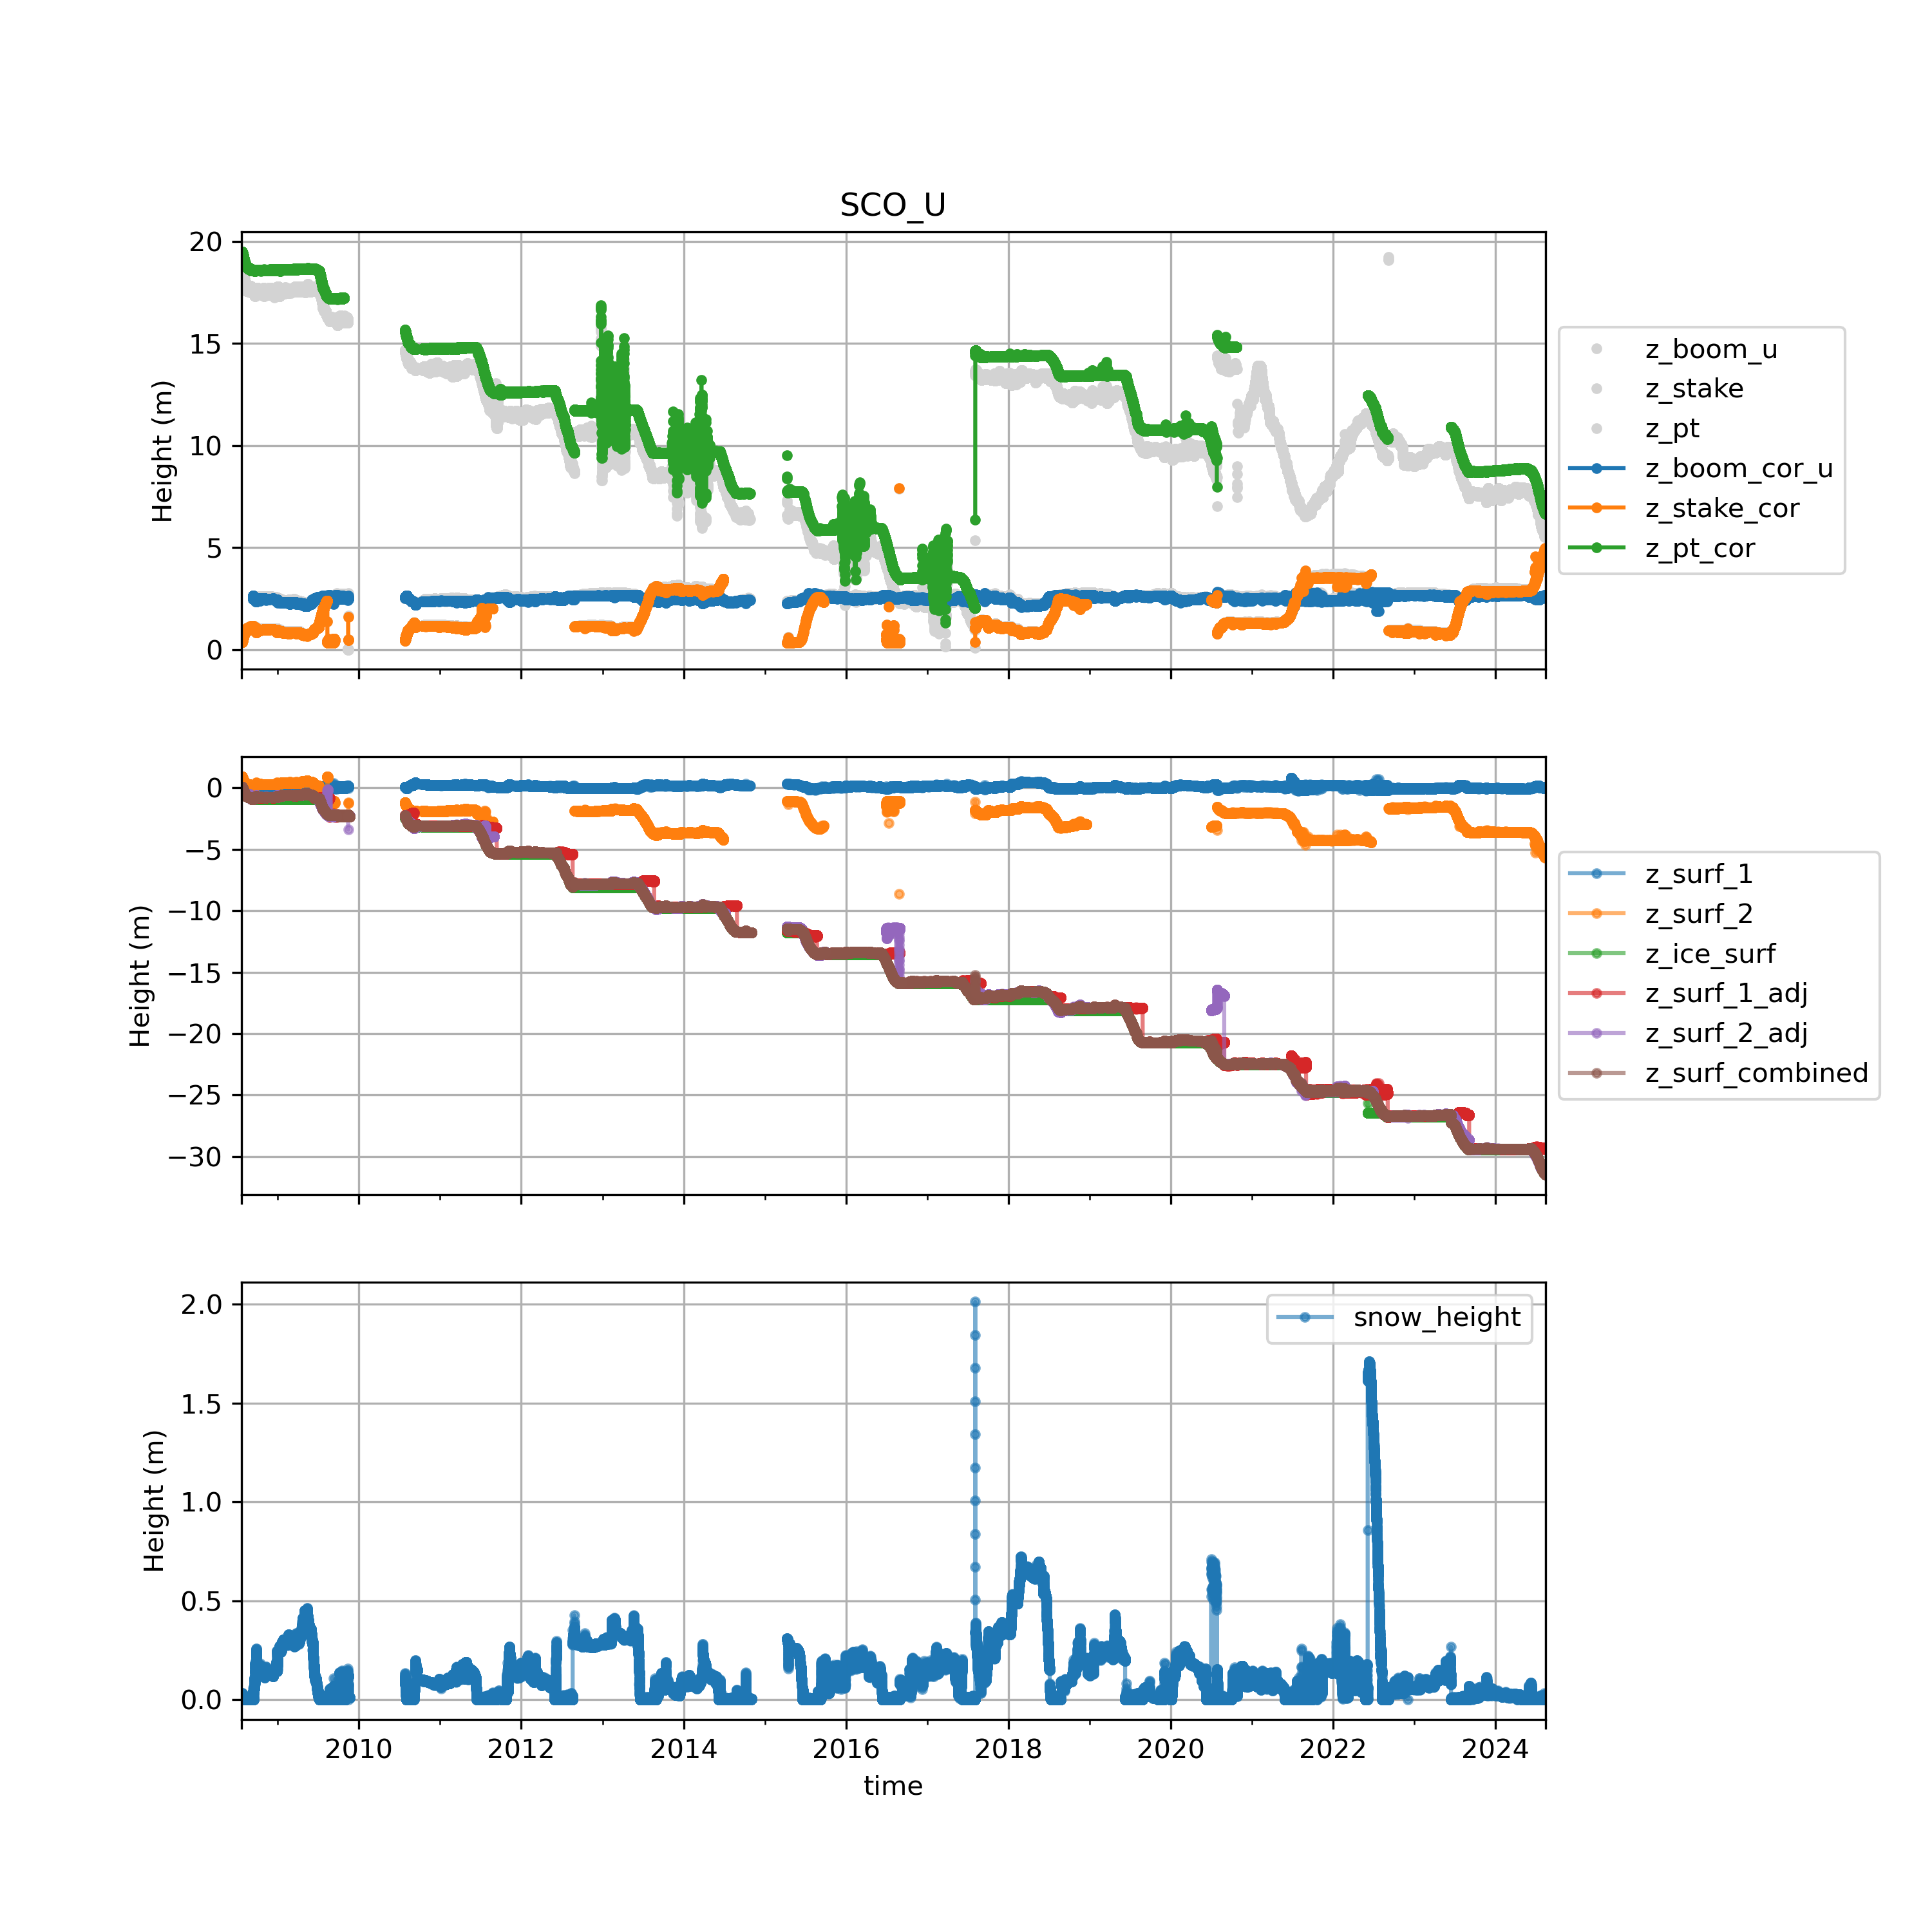 SCO_U
20
15
10
5
0
Height (m)
z_boom_u
z_stake
z_pt
z_boom_cor_u
z_stake_cor
z_pt_cor
0
−5
−10
−15
−20
−25
−30
Height (m)
z_surf_1
z_surf_2
z_ice_surf
z_surf_1_adj
z_surf_2_adj
z_surf_combined
2.0
1.5
1.0
0.5
0.0
Height (m)
snow_height
2010 2012 2014 2016 2018 2020 2022 2024
time